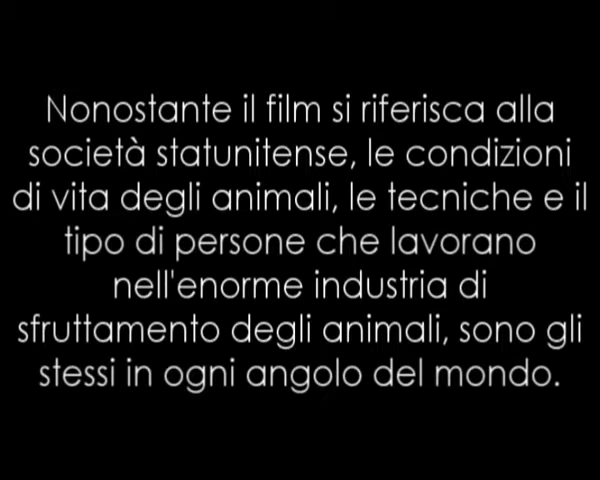 Nonostante il film si riferisca alla
società statunitense, le condizioni
di vita degli animali, le tecniche e il
tipo di persone che lavorano
nell'enorme industria di
sfruttamento degli animali, sono gli
stessi in ogni angolo del mondo.